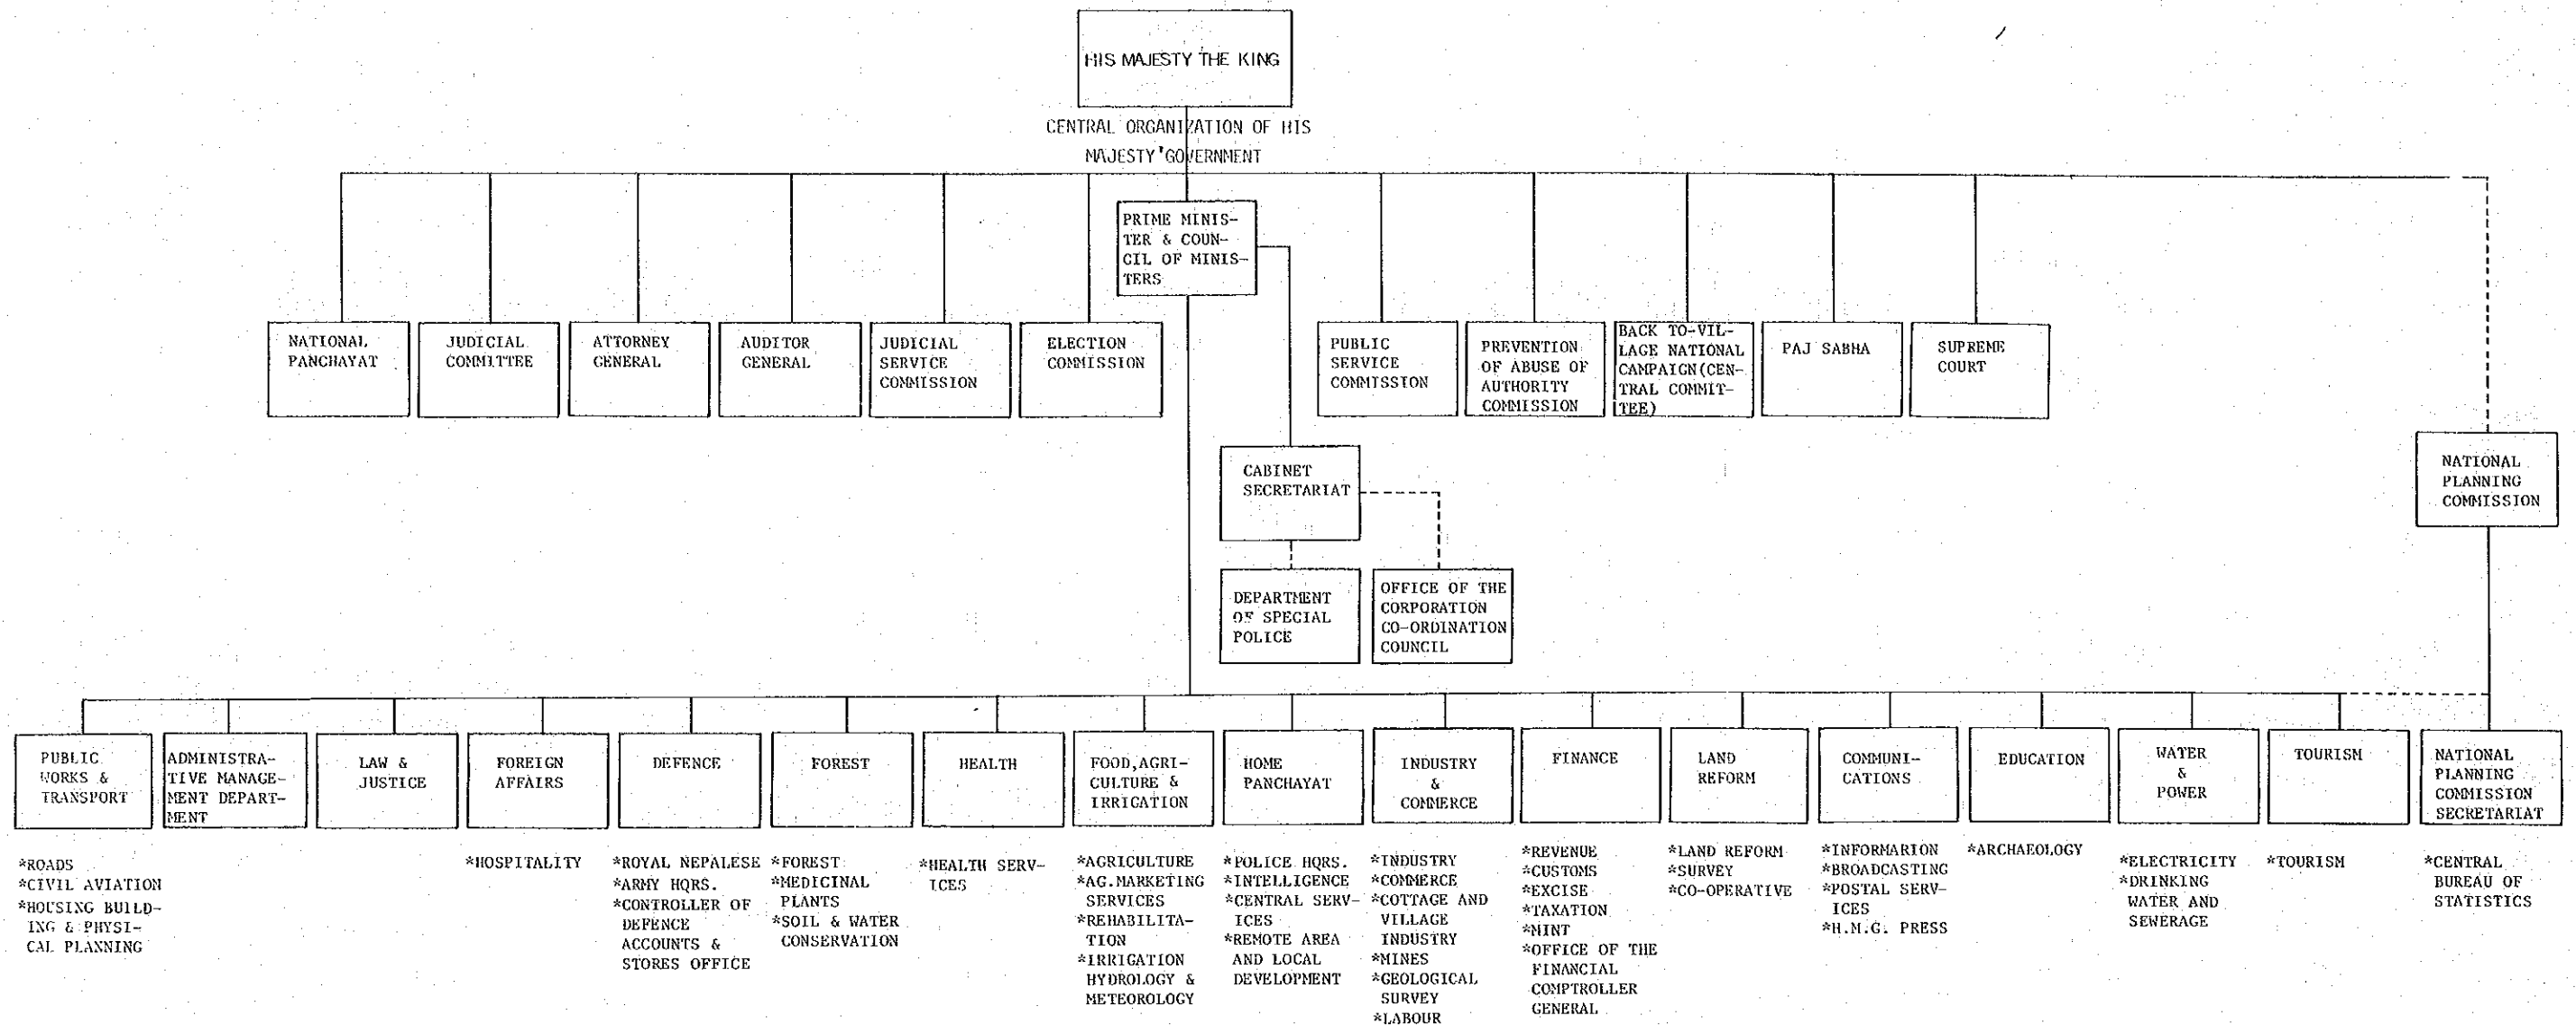 HIS MAJESTY THE KING
CENTRAL ORGANIZATION OF HIS
MAJESTY'GOVERNMENT
PRIME MINIS-
TER & COUN-
CIL OF MINIS-
TERS
NATIONAL
PANCHAYAT
JUDICIAL
COMMITTEE
ATTORNEY
GENERAL
AUDITOR
GENERAL
JUDICIAL
SERVICE
COMMISSION
ELECTION
COMMISSION
PUBLIC
SERVICE
COMMISSION
PREVENTION
OF ABUSE OF
AUTHORITY
COMMISSION
BACK TO-VIL-
LAGE NATIONAL
CAMPAIGN(CEN-
TRAL COMMIT-
TEE)
PAJ SABHA
SUPREME
COURT
CABINET
SECRETARIAT
NATIONAL
PLANNING
COMMISSION
DEPARTMENT
OF SPECIAL
POLICE
OFFICE OF THE
CORPORATION
CO-ORDINATION
COUNCIL
PUBLIC
WORKS &
TRANSPORT
ADMINISTRA-
TIVE MANAGE-
MENT DEPART-
MENT
LAW &
JUSTICE
FOREIGN
AFFAIRS
DEFENCE
FOREST
HEALTH
FOOD,AGRI-
CULTURE &
IRRIGATION
HOME
PANCHAYAT
INDUSTRY
&
COMMERCE
FINANCE
LAND
REFORM
COMMUNI-
CATIONS
EDUCATION
WATER
&
POWER
TOURISM
NATIONAL
PLANNING
COMMISSION
SECRETARIAT
*ROADS
*CIVIL AVIATION
*HOUSING BUILD-
ING & PHYSI-
CAL PLANNING
*HOSPITALITY
*ROYAL NEPALESE
*ARMY HQRS.
*CONTROLLER OF
DEFENCE
ACCOUNTS &
STORES OFFICE
*FOREST
*MEDICINAL
PLANTS
*SOIL & WATER
CONSERVATION
*HEALTH SERV-
ICES
*AGRICULTURE
*AG.MARKETING
SERVICES
*REHABILITA-
TION
*IRRIGATION
HYDROLOGY &
METEOROLOGY
*POLICE HQRS.
*INTELLIGENCE
*CENTRAL SERV-
ICES
*REMOTE AREA
AND LOCAL
DEVELOPMENT
*INDUSTRY
*COMMERCE
*COTTAGE AND
VILLAGE
INDUSTRY
*MINES
*GEOLOGICAL
SURVEY
*LABOUR
*REVENUE
*CUSTOMS
*EXCISE
*TAXATION
*MINT
*OFFICE OF THE
FINANCIAL
COMPTROLLER
GENERAL
*LAND REFORM
*SURVEY
*CO-OPERATIVE
*INFORMARION
*BROADCASTING
*POSTAL SERV-
ICES
*H.M.G. PRESS
*ARCHAEOLOGY
*ELECTRICITY
*DRINKING
WATER AND
SEWERAGE
*TOURISM
*CENTRAL
BUREAU OF
STATISTICS